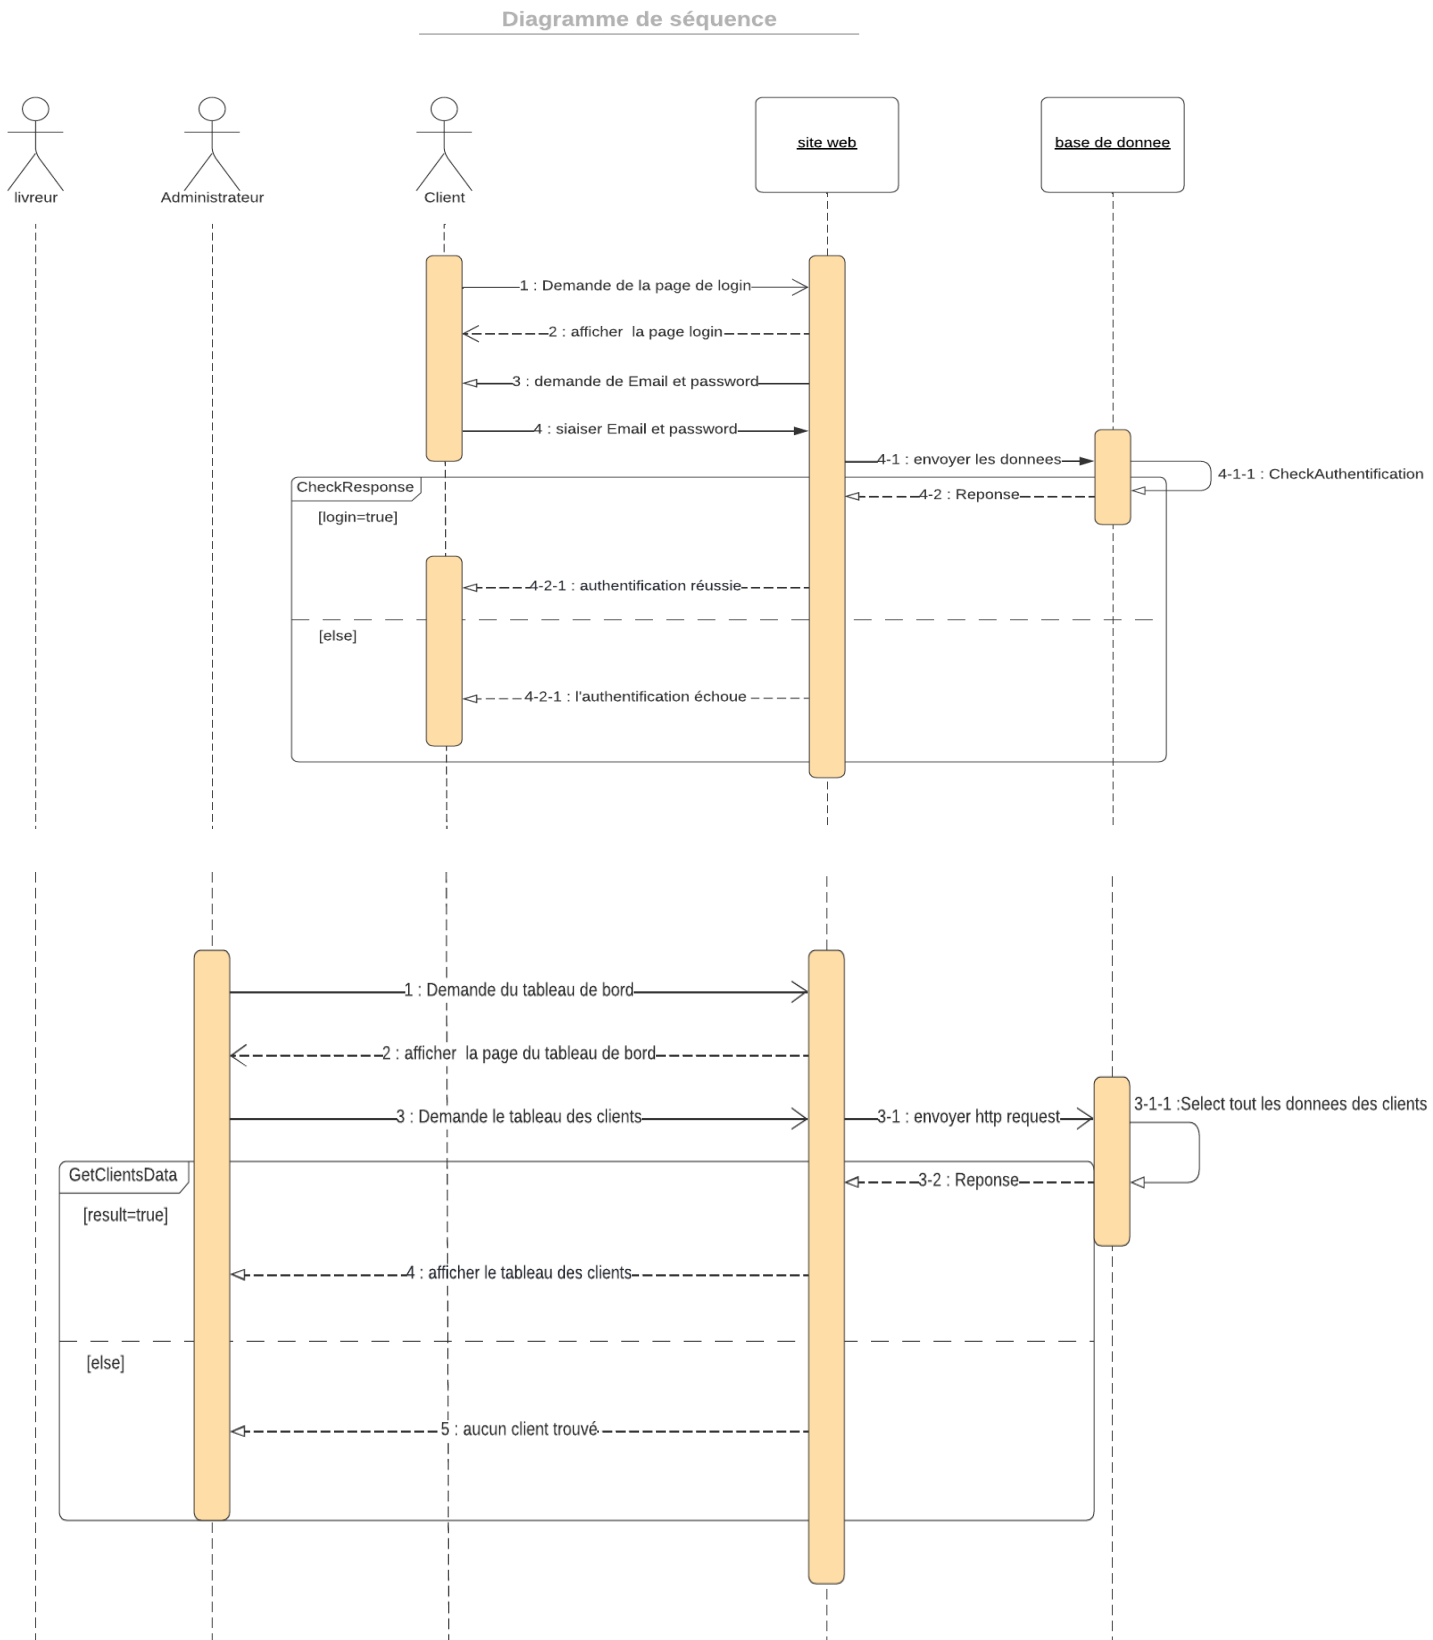 Diagramme de séquence
livreur
Administrateur
Client
site web
base de donnee
1 : Demande de la page de login
2 : afficher  la page login
3 : demande de Email et password
4 : siaiser Email et password
4-1 : envoyer les donnees
4-1-1 : CheckAuthentification
CheckResponse
4-2 : Reponse
[login=true]
4-2-1 : authentification réussie
[else]
4-2-1 : l'authentification échoue
1 : Demande du tableau de bord
2 : afficher  la page du tableau de bord
3-1-1 :Select tout les donnees des clients
3 : Demande le tableau des clients
3-1 : envoyer http request
GetClientsData
3-2 : Reponse
[result=true]
4 : afficher le tableau des clients
[else]
5 : aucun client trouvé